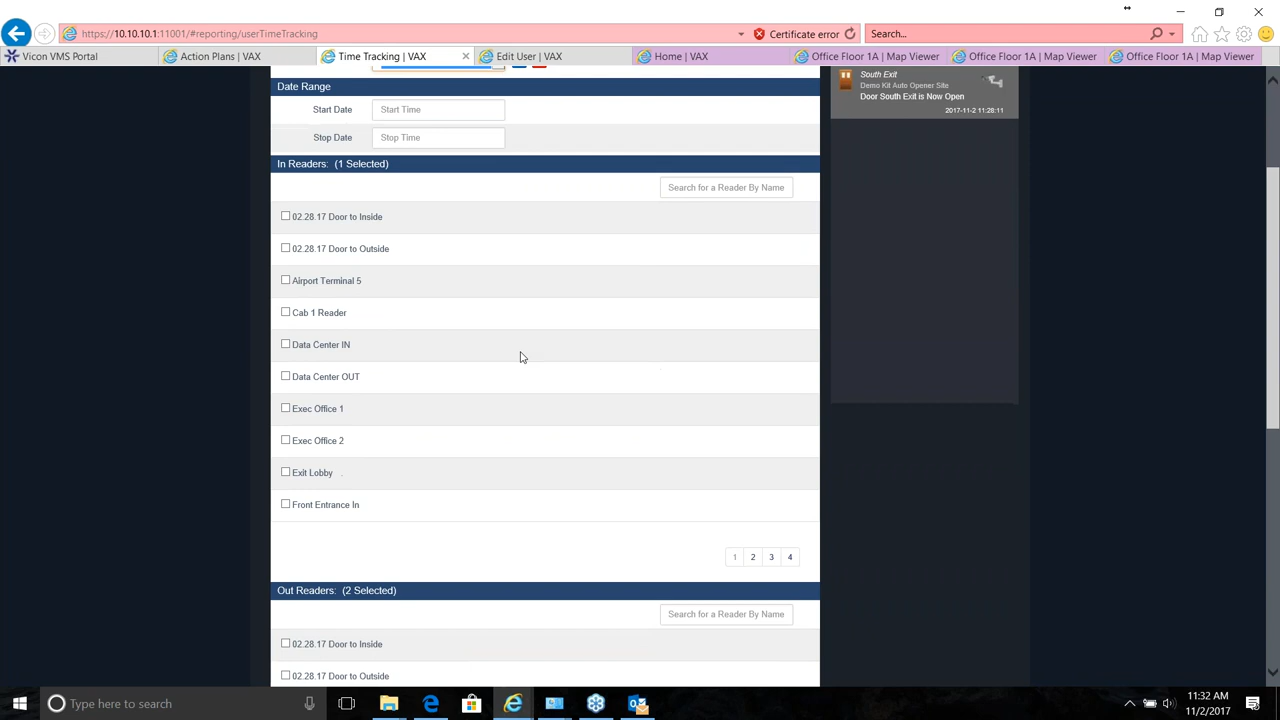 https://10.10.10.1:11001/#reporting/userTimeTracking
Certificate error
Search...
Vicon VMS Portal
Action Plans | VAX
Time Tracking | VAX
Edit User | VAX
Home | VAX
Office Floor 1A | Map Viewer
Office Floor 1A | Map Viewer
Office Floor 1A | Map Viewer
Date Range
Start Date
Start Time
Stop Date
Stop Time
In Readers: (1 Selected)
Search for a Reader By Name
02.28.17 Door to Inside
02.28.17 Door to Outside
Airport Terminal 5
Cab 1 Reader
Data Center IN
Data Center OUT
Exec Office 1
Exec Office 2
Exit Lobby
Front Entrance In
1 2 3 4
Out Readers: (2 Selected)
Search for a Reader By Name
02.28.17 Door to Inside
02.28.17 Door to Outside
South Exit
Demo Kit Auto Opener Site
Door South Exit is Now Open
2017-11-2 11:28:11
Type here to search
11:32 AM
11/2/2017